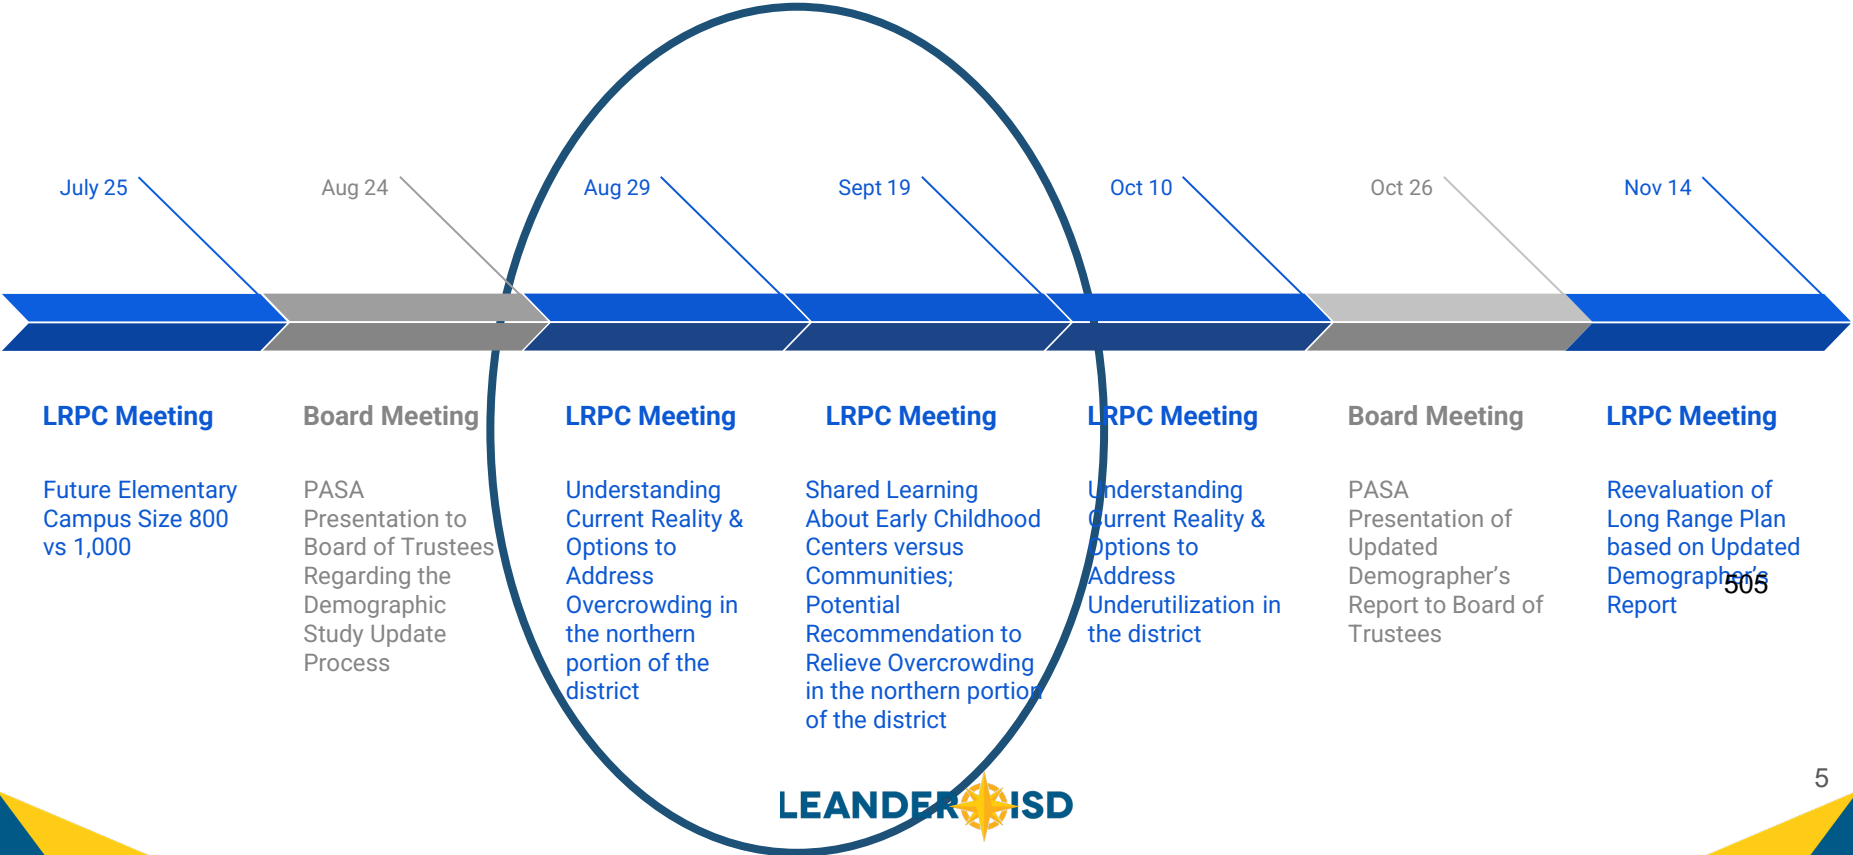 July 25
Aug 24
Aug 29
Sept 19
Oct 10
Oct 26
Nov 14
LRPC Meeting
Future Elementary
Campus Size 800
vs 1,000
Board Meeting
PASA
Presentation to
Board of Trustees
Regarding the
Demographic
Study Update
Process
LRPC Meeting
Understanding
Current Reality &
Options to
Address
Overcrowding in
the northern
portion of the
district
LRPC Meeting
Shared Learning
About Early Childhood
Centers versus
Communities;
Potential
Recommendation to
Relieve Overcrowding
in the northern portion
of the district
LRPC Meeting
Understanding
Current Reality &
Options to
Address
Underutilization in
the district
Board Meeting
PASA
Presentation of
Updated
Demographer's
Report to Board of
Trustees
LRPC Meeting
Reevaluation of
Long Range Plan
based on Updated
Demographer's
Report
505
LEANDER ISD
5